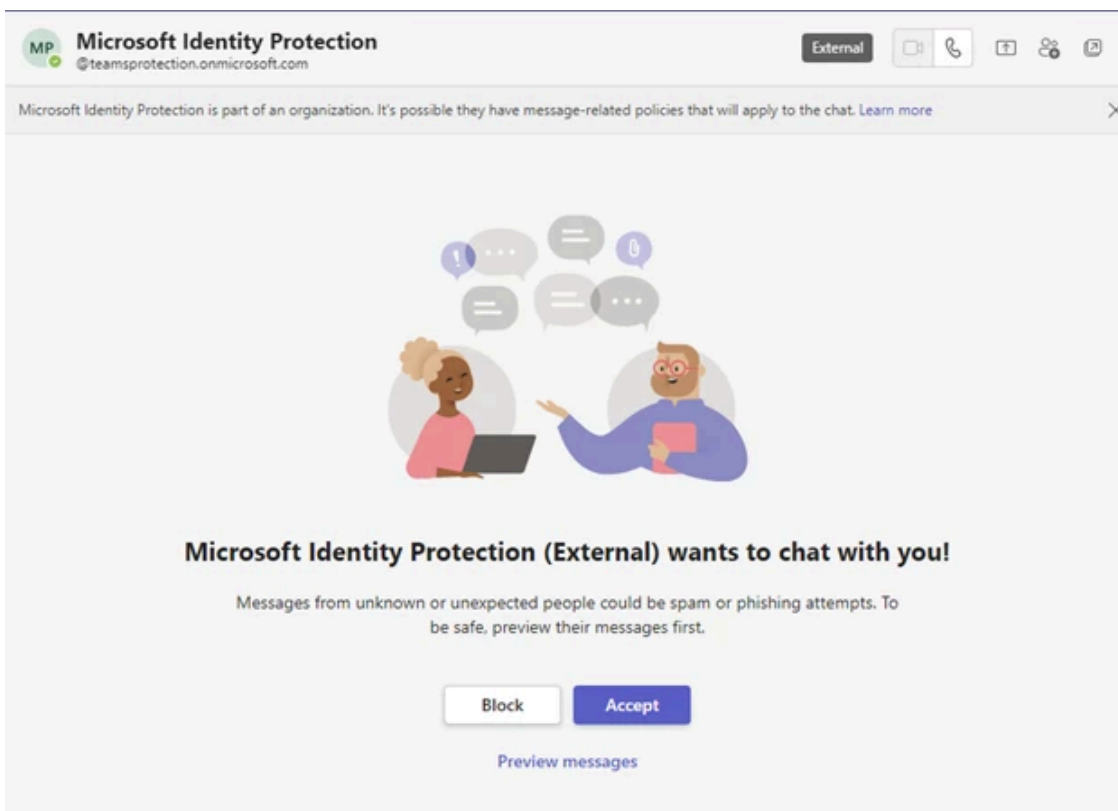 MP
Microsoft Identity Protection
@teamsprotection.onmicrosoft.com
External
Microsoft Identity Protection is part of an organization. It's possible they have message-related policies that will apply to the chat. Learn more
Microsoft Identity Protection (External) wants to chat with you!
Messages from unknown or unexpected people could be spam or phishing attempts. To
be safe, preview their messages first.
Block
Accept
Preview messages